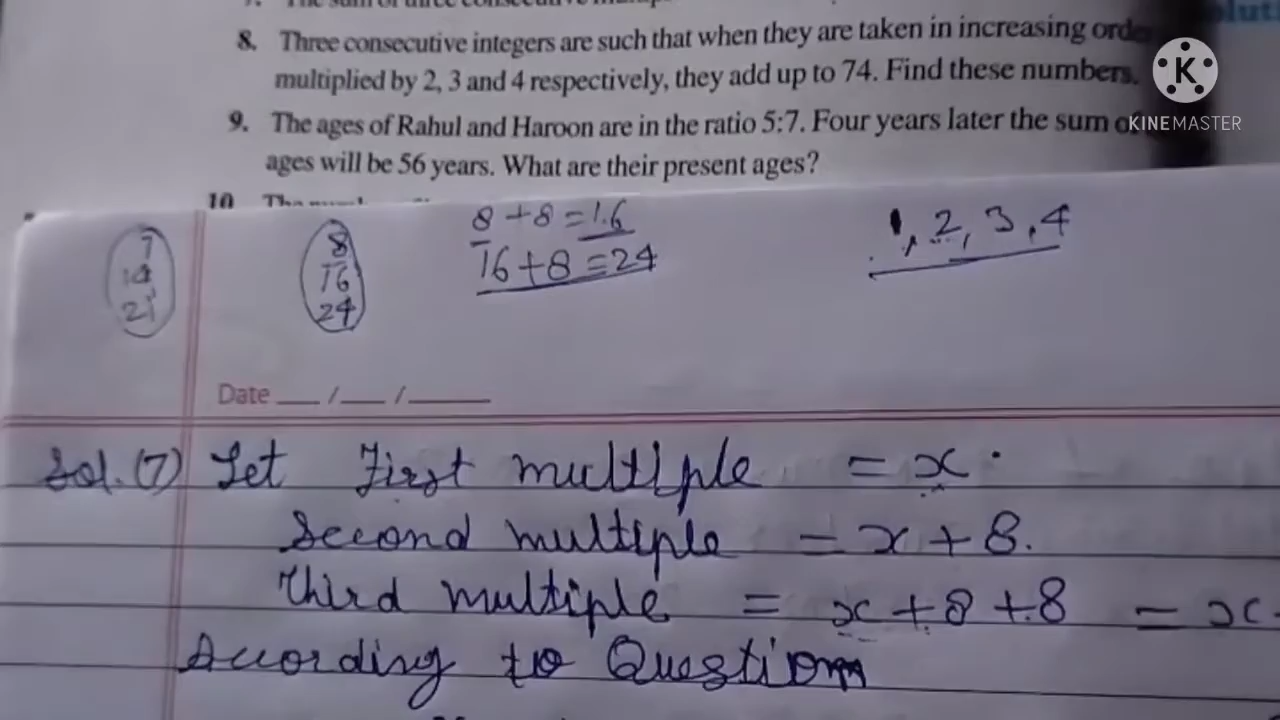 8. Three consecutive integers are such that when they are taken in increasing
multiplied by 2, 3 and 4 respectively, they add up to 74. Find these numbers.
9. The ages of Rahul and Haroon are in the ratio 5:7. Four years later the sum
ages will be 56 years. What are their present ages?
10
K
KINEMASTER
7
14
21
8
16
24
8 + 8 = 16
16 + 8 = 24
1, 2, 3, 4
Date ___ / ___ / _____
Sol. (7) Let First multiple = x.
Second multiple = x + 8.
Third multiple = x + 8 + 8 = x
According to Question